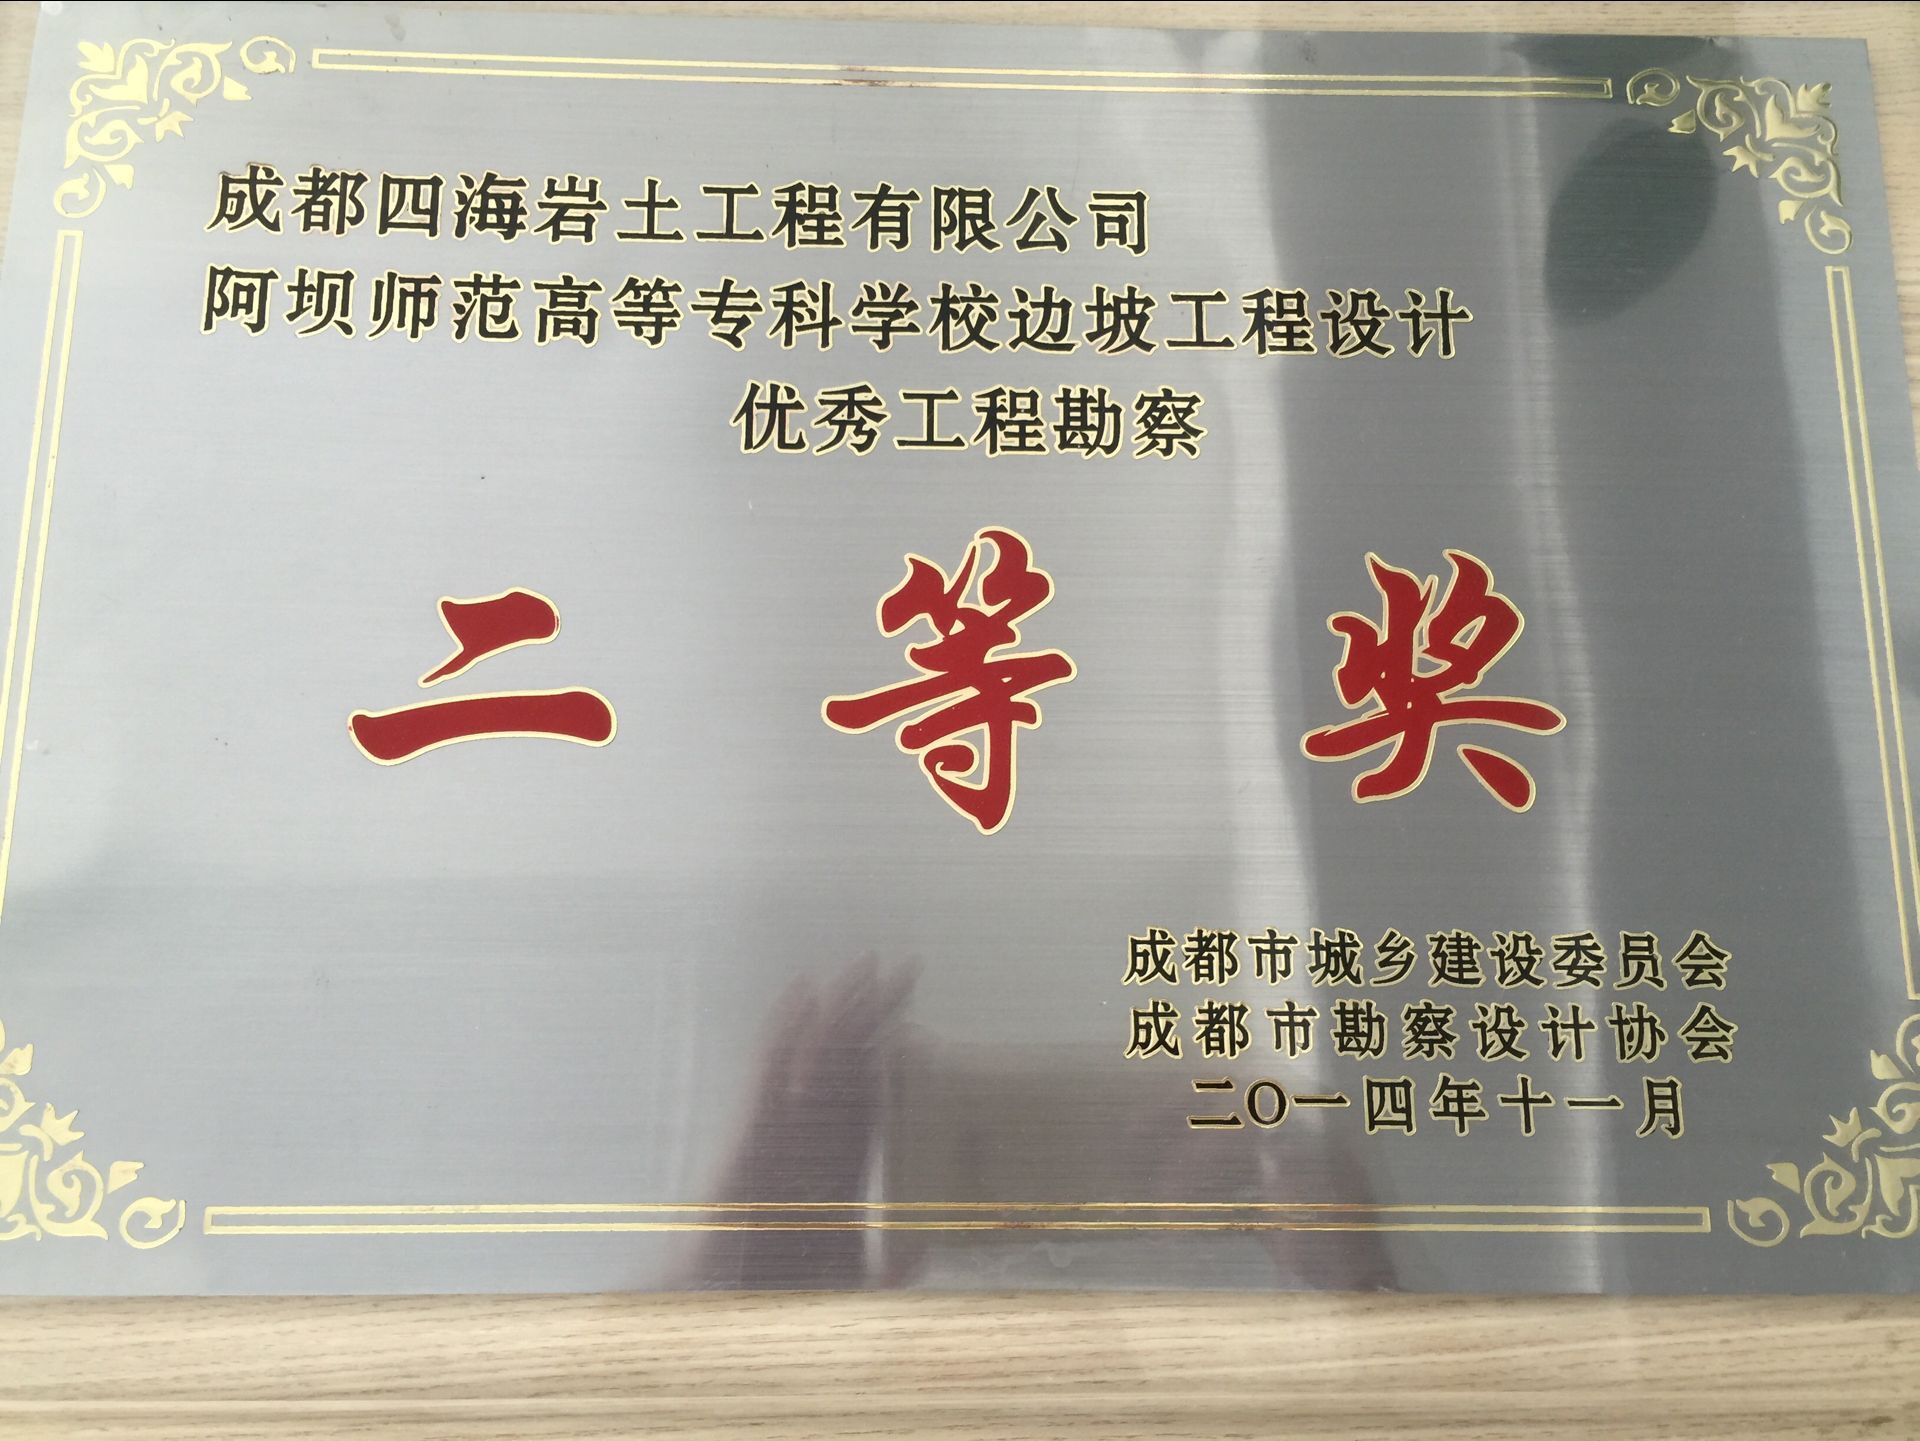 成都四海岩土工程有限公司
阿坝师范高等专科学校边坡工程设计
优秀工程勘察
二等奖
成都市城乡建设委员会
成都市勘察设计协会
二〇一四年十一月